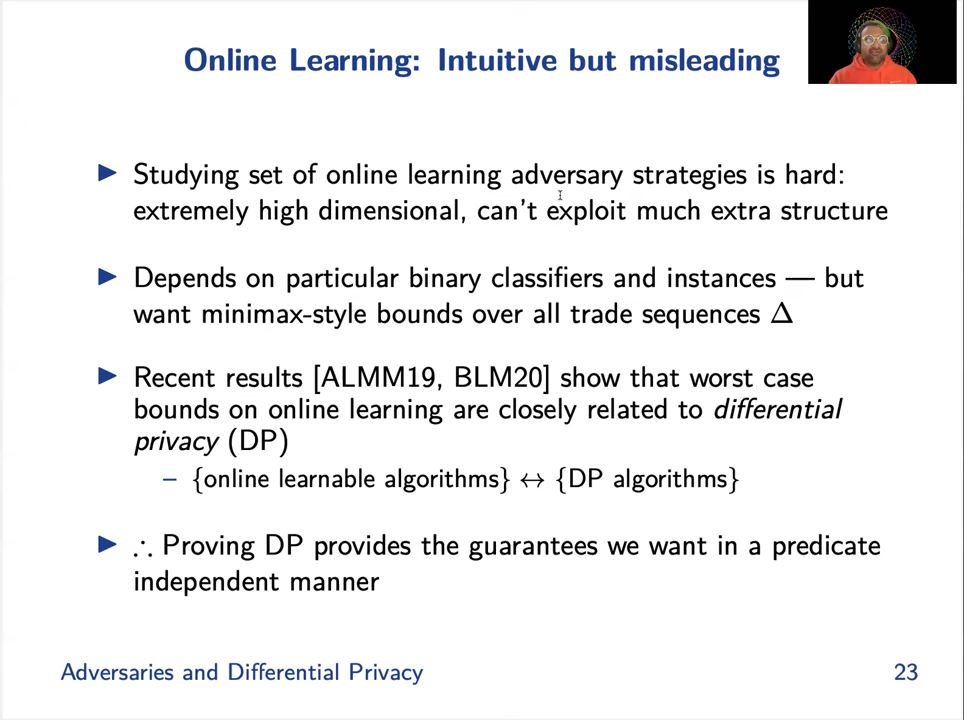 Online Learning: Intuitive but misleading
▶ Studying set of online learning adversary strategies is hard:
extremely high dimensional, can't exploit much extra structure
▶ Depends on particular binary classifiers and instances — but
want minimax-style bounds over all trade sequences Δ
▶ Recent results [ALMM19, BLM20] show that worst case
bounds on online learning are closely related to differential
privacy (DP)
– {online learnable algorithms} ↔ {DP algorithms}
▶ ∴ Proving DP provides the guarantees we want in a predicate
independent manner
Adversaries and Differential Privacy
23